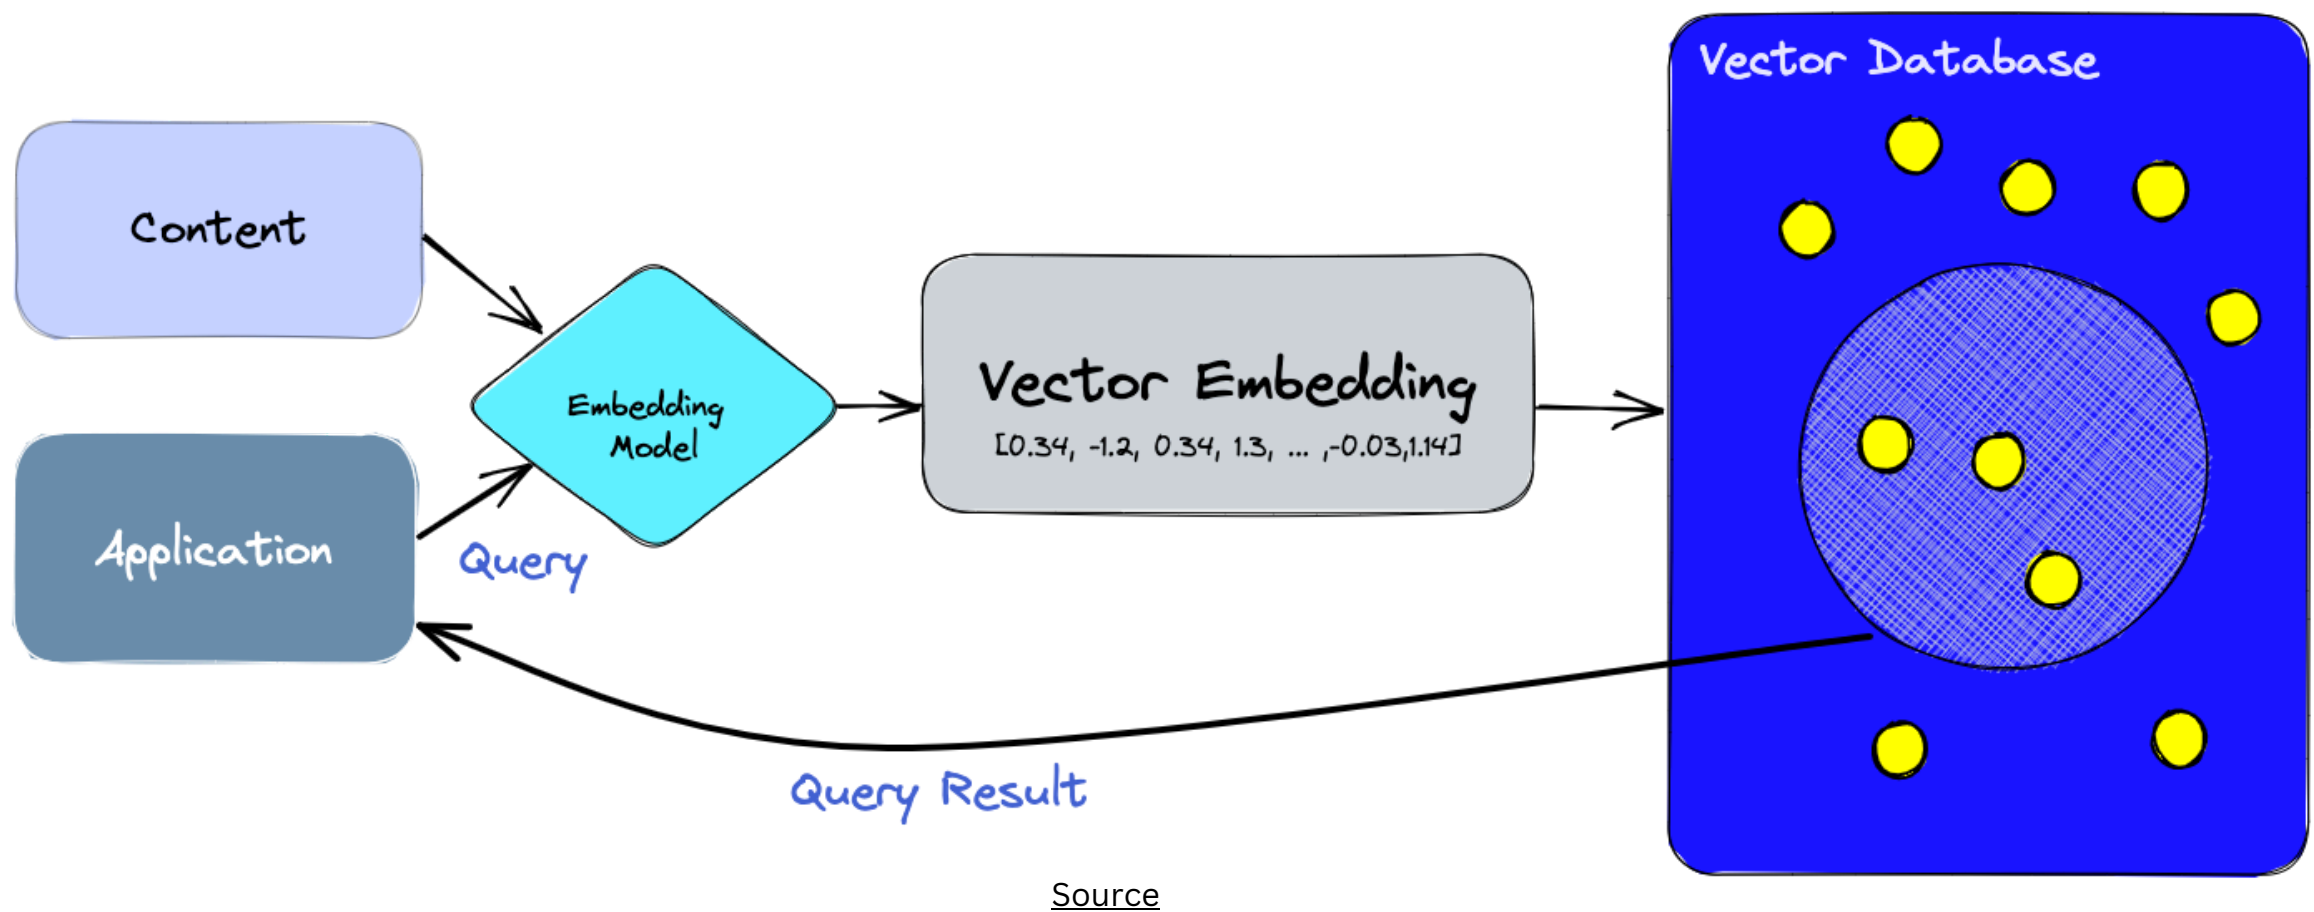 Vector Database
Content
Embedding
Model
Vector Embedding
[0.34, -1.2, 0.34, 1.3, ... ,-0.03,1.14]
Application
Query
Query Result
Source